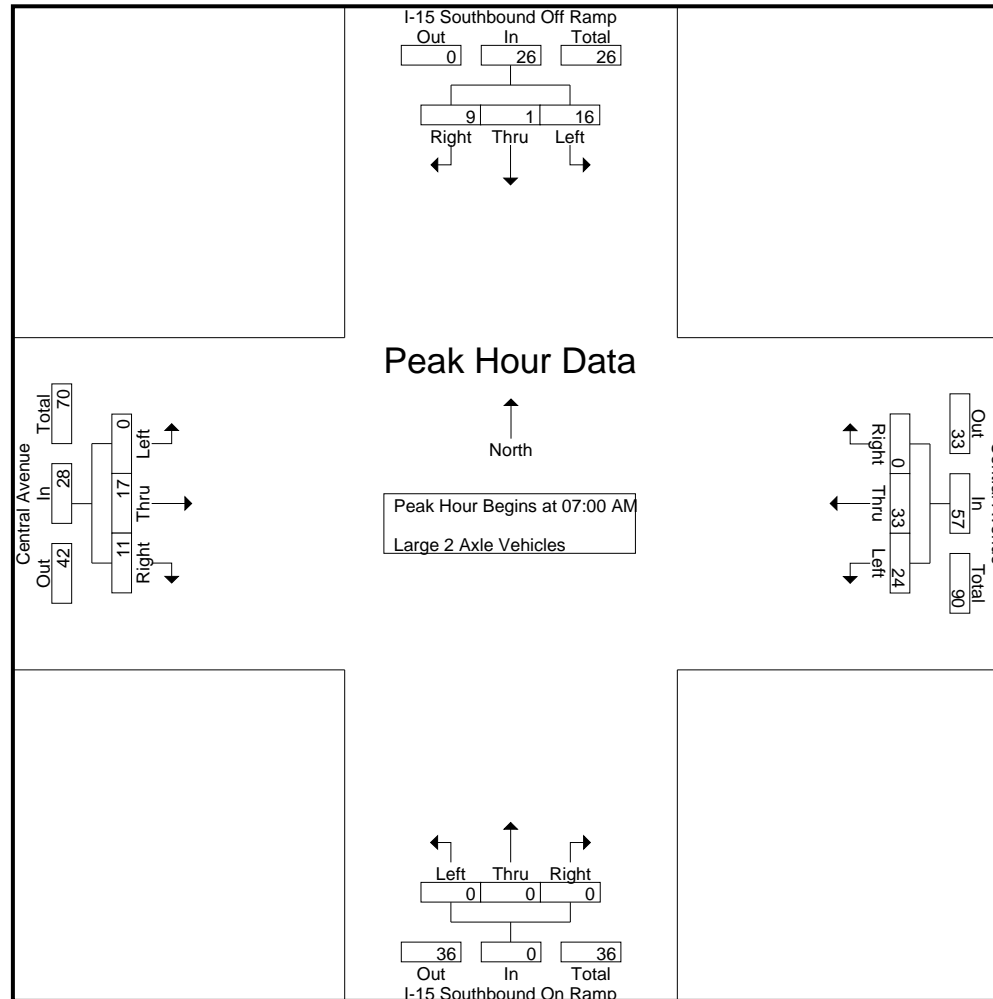 I-15 Southbound Off Ramp
Out In Total
0 26 26
9 1 16
Right Thru Left
Peak Hour Data
North
Peak Hour Begins at 07:00 AM
Large 2 Axle Vehicles
Central Avenue
Total In Out
70 28 42
0 17 11
Left Thru Right
Out In Total
33 57 90
0 33 24
Right Thru Left
Left Thru Right
0 0 0
36 0 36
Out In Total
I-15 Southbound On Ramp